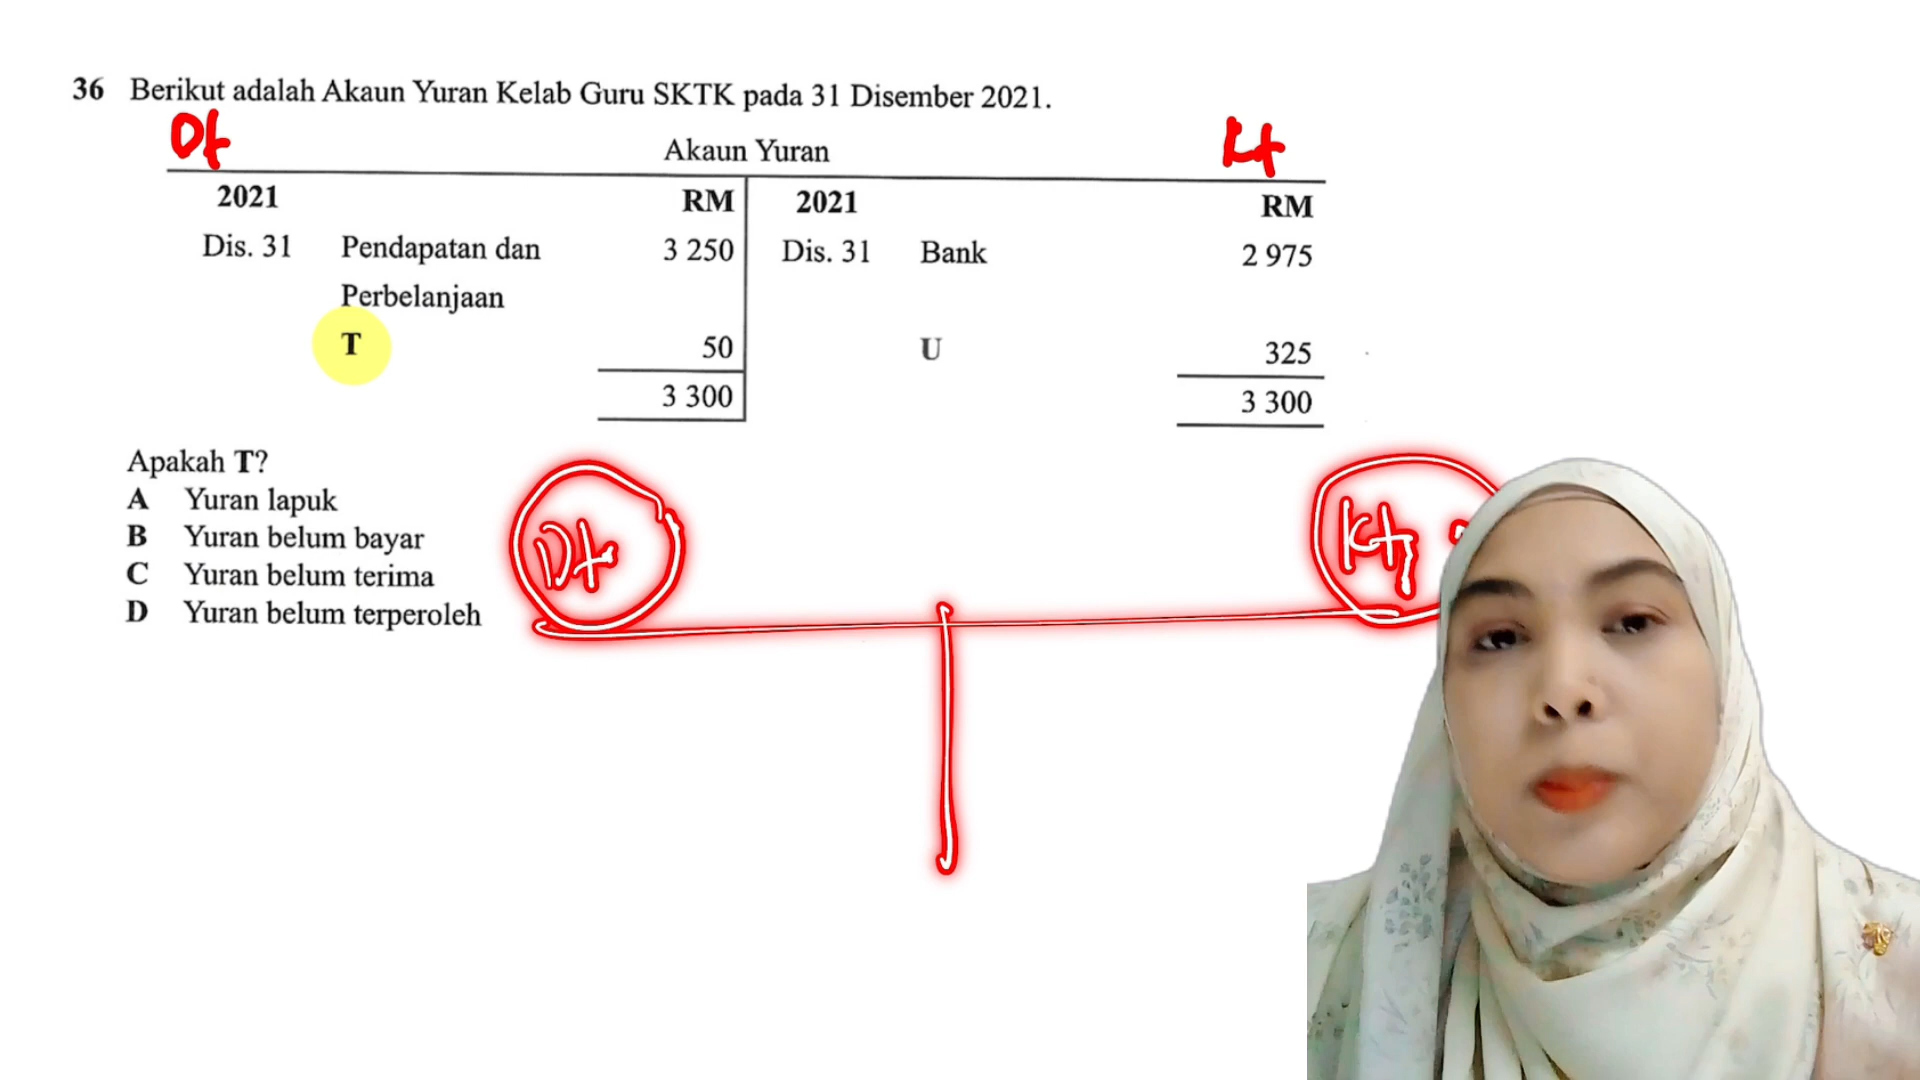 36 Berikut adalah Akaun Yuran Kelab Guru SKTK pada 31 Disember 2021.
Dt Kt
Akaun Yuran
2021 RM 2021 RM
Dis. 31 Pendapatan dan 3 250 Dis. 31 Bank 2 975
Perbelanjaan
T 50 U 325
3 300 3 300
Apakah T?
A Yuran lapuk
B Yuran belum bayar
C Yuran belum terima
D Yuran belum terperoleh
Dt Kt